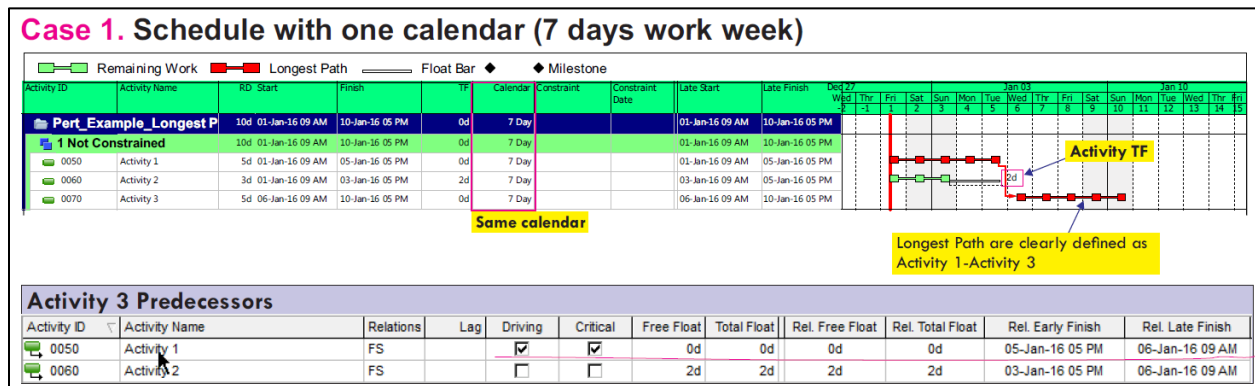 Case 1. Schedule with one calendar (7 days work week)
Remaining Work Longest Path Float Bar Milestone
Activity ID Activity Name RD Start Finish TF Calendar Constraint Constraint Date Late Start Late Finish Dec 27 Jan 03 Jan 10
Wed Thr Fri Sat Sun Mon Tue Wed Thr Fri Sat Sun Mon Tue Wed Thr Fri
-2 -1 1 2 3 4 5 6 7 8 9 10 11 12 13 14 15
Pert_Example_Longest P 10d 01-Jan-16 09 AM 10-Jan-16 05 PM 0d 7 Day 01-Jan-16 09 AM 10-Jan-16 05 PM
1 Not Constrained 10d 01-Jan-16 09 AM 10-Jan-16 05 PM 0d 7 Day 01-Jan-16 09 AM 10-Jan-16 05 PM
0050 Activity 1 5d 01-Jan-16 09 AM 05-Jan-16 05 PM 0d 7 Day 01-Jan-16 09 AM 05-Jan-16 05 PM
Activity TF
0060 Activity 2 3d 01-Jan-16 09 AM 03-Jan-16 05 PM 2d 7 Day 03-Jan-16 09 AM 05-Jan-16 05 PM 2d
0070 Activity 3 5d 06-Jan-16 09 AM 10-Jan-16 05 PM 0d 7 Day 06-Jan-16 09 AM 10-Jan-16 05 PM
Same calendar
Longest Path are clearly defined as
Activity 1-Activity 3
Activity 3 Predecessors
Activity ID Activity Name Relations Lag Driving Critical Free Float Total Float Rel. Free Float Rel. Total Float Rel. Early Finish Rel. Late Finish
0050 Activity 1 FS 0d 0d 0d 0d 05-Jan-16 05 PM 06-Jan-16 09 AM
0060 Activity 2 FS 2d 2d 2d 2d 03-Jan-16 05 PM 06-Jan-16 09 AM